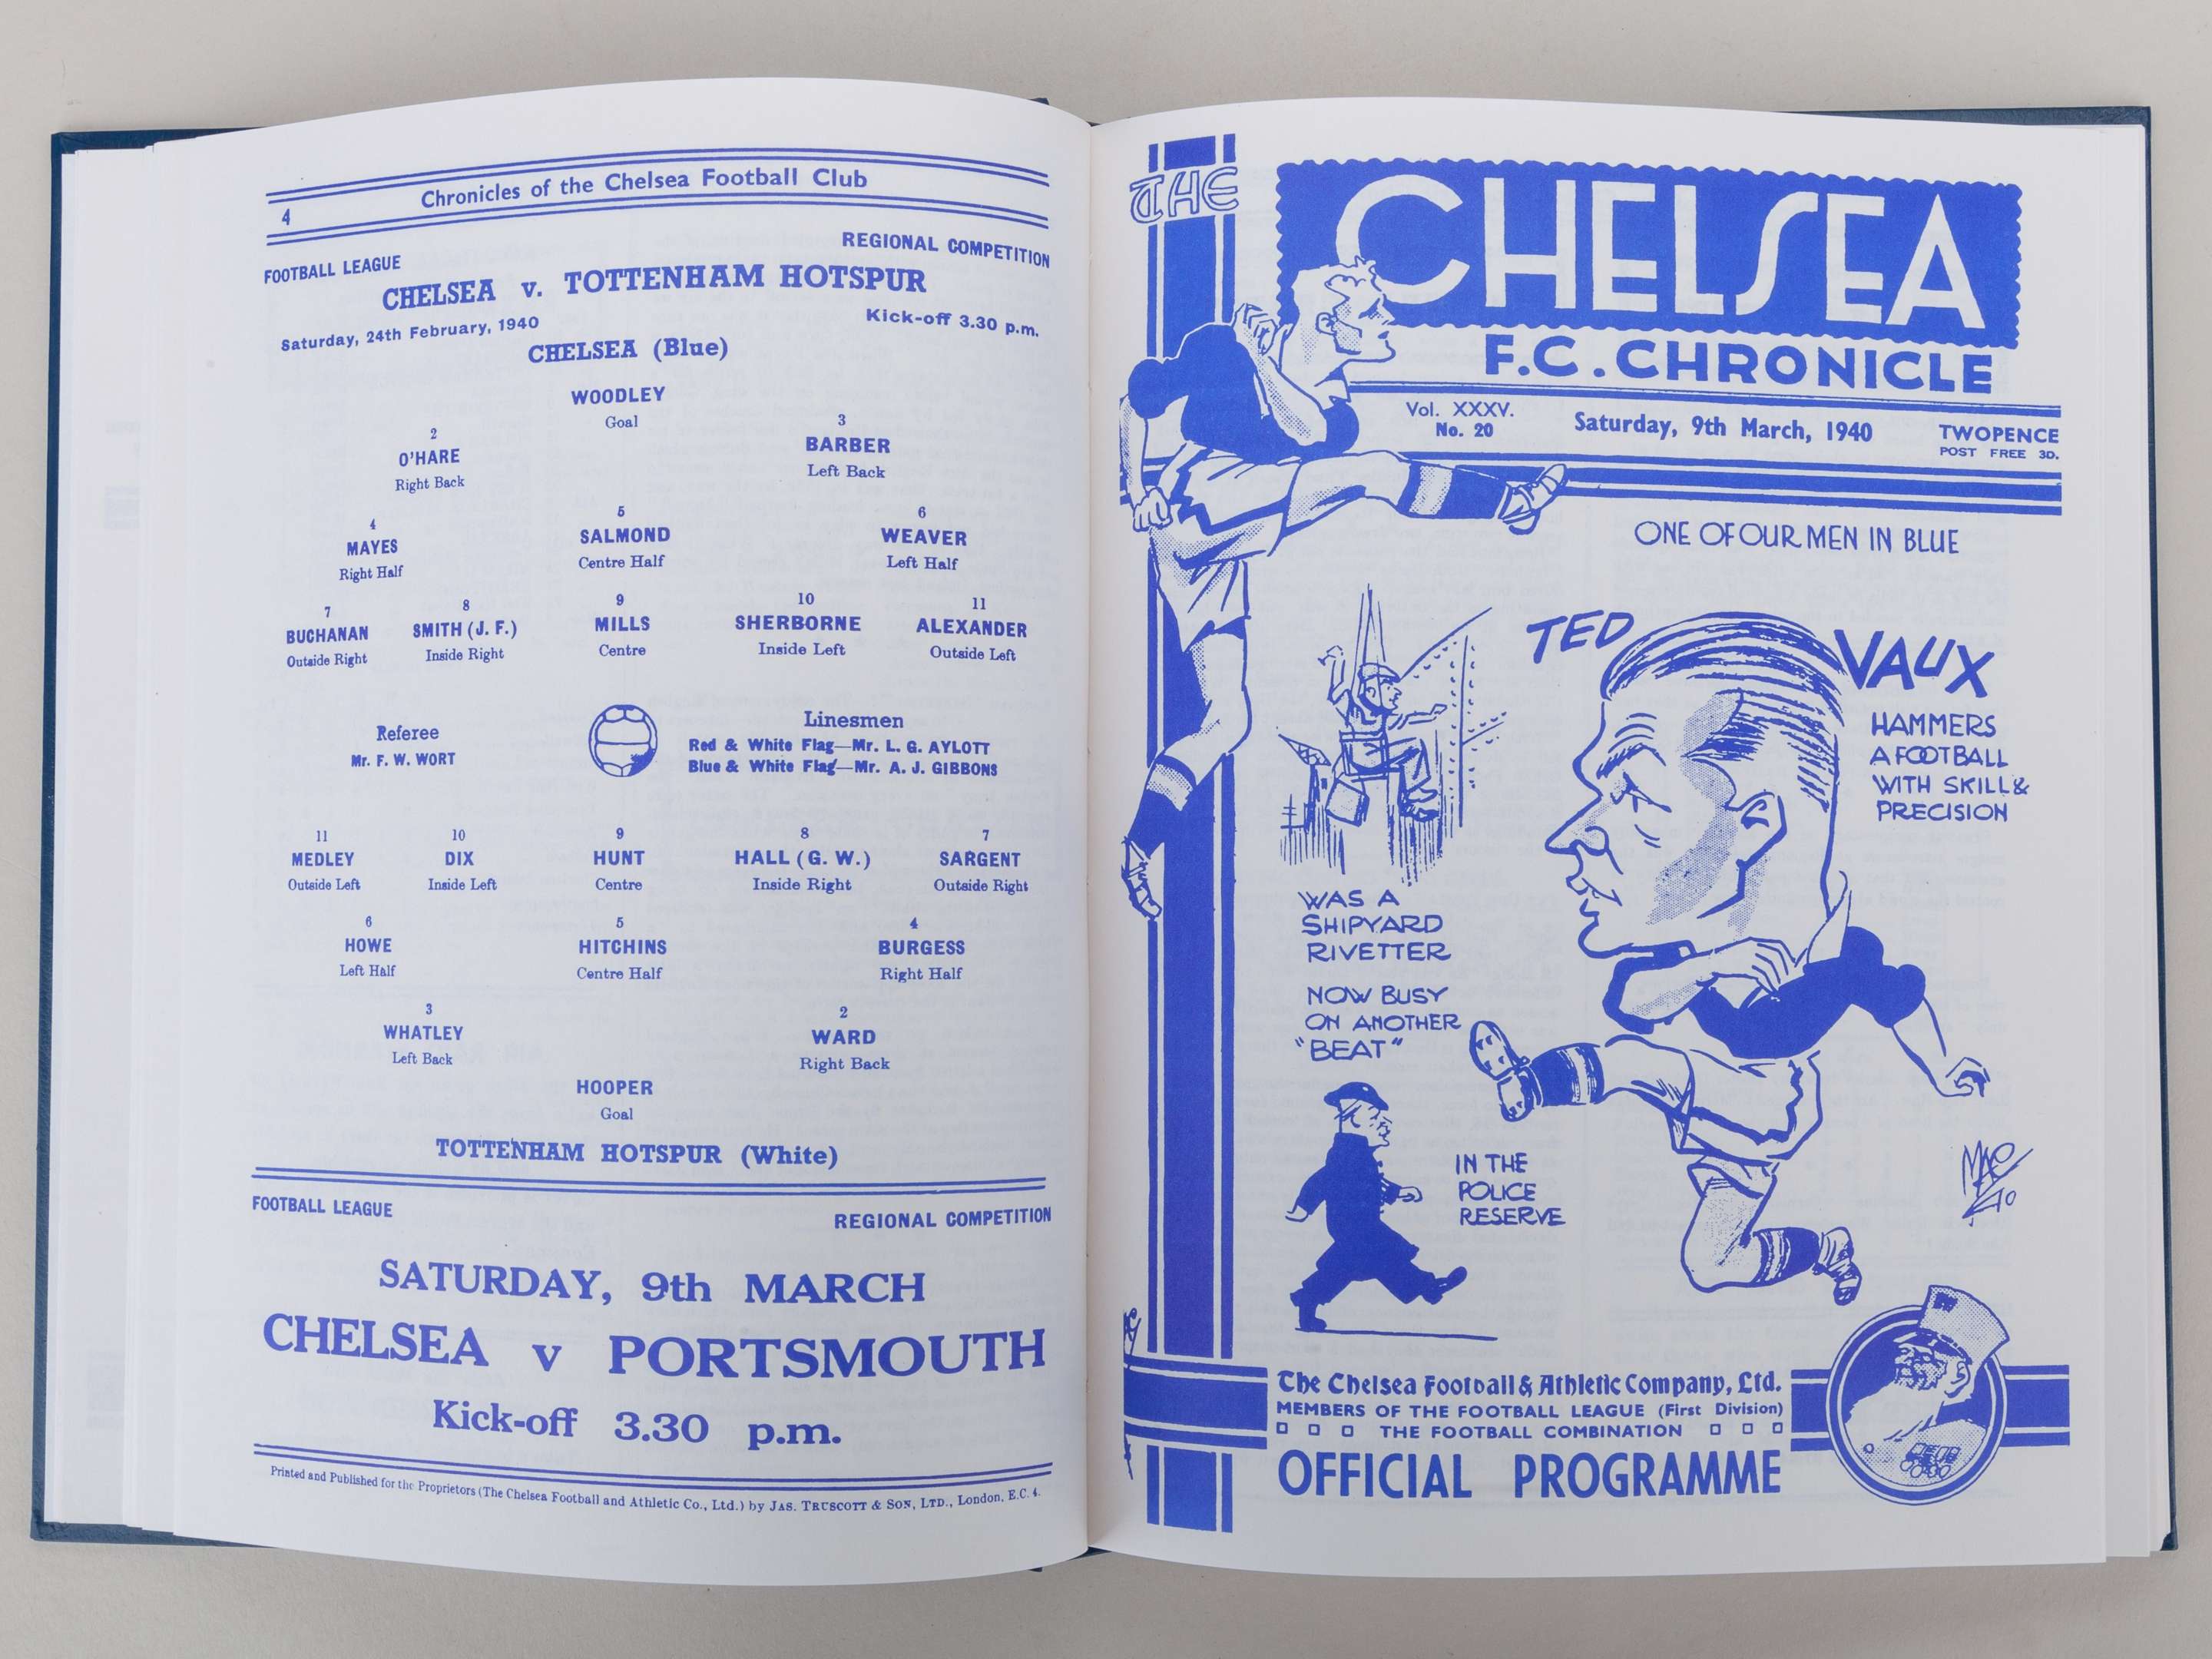 Chronicles of the Chelsea Football Club
4
FOOTBALL LEAGUE REGIONAL COMPETITION
CHELSEA v. TOTTENHAM HOTSPUR
Saturday, 24th February, 1940 Kick-off 3.30 p.m.
CHELSEA (Blue)
WOODLEY
Goal
2 3
O'HARE BARBER
Right Back Left Back
4 5 6
MAYES SALMOND WEAVER
Right Half Centre Half Left Half
7 8 9 10 11
BUCHANAN SMITH (J. F.) MILLS SHERBORNE ALEXANDER
Outside Right Inside Right Centre Inside Left Outside Left
Referee Linesmen
Mr. F. W. WORT Red & White Flag—Mr. L. G. AYLOTT
Blue & White Flag—Mr. A. J. GIBBONS
11 10 9 8 7
MEDLEY DIX HUNT HALL (G. W.) SARGENT
Outside Left Inside Left Centre Inside Right Outside Right
6 5 4
HOWE HITCHINS BURGESS
Left Half Centre Half Right Half
3 2
WHATLEY WARD
Left Back Right Back
HOOPER
Goal
TOTTENHAM HOTSPUR (White)
FOOTBALL LEAGUE REGIONAL COMPETITION
SATURDAY, 9th MARCH
CHELSEA v PORTSMOUTH
Kick-off 3.30 p.m.
Printed and Published for the Proprietors (The Chelsea Football and Athletic Co., Ltd.) by JAS. TRUSCOTT & SON, LTD., London, E.C. 4.
THE
CHELSEA
F.C. CHRONICLE
Vol. XXXV.
No. 20
Saturday, 9th March, 1940
TWOPENCE
POST FREE 3D.
ONE OF OUR MEN IN BLUE
TED VAUX
HAMMERS
A FOOTBALL
WITH SKILL &
PRECISION
WAS A
SHIPYARD
RIVETTER
NOW BUSY
ON ANOTHER
"BEAT"
IN THE
POLICE
RESERVE
MAC
40
The Chelsea Football & Athletic Company, Ltd.
MEMBERS OF THE FOOTBALL LEAGUE (First Division)
THE FOOTBALL COMBINATION
OFFICIAL PROGRAMME